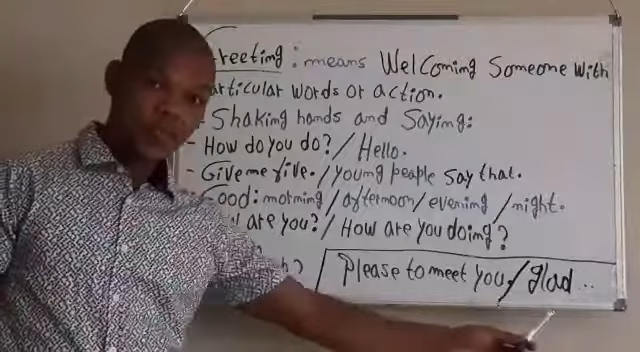 reeting : means Welcoming Someone with
articular words or action.
- Shaking hands and Saying:
- How do you do? / Hello.
- Give me five. / young peaple say that.
Good: morning / afternoon / evening / night.
are you? / How are you doing?
Please to meet you / glad...